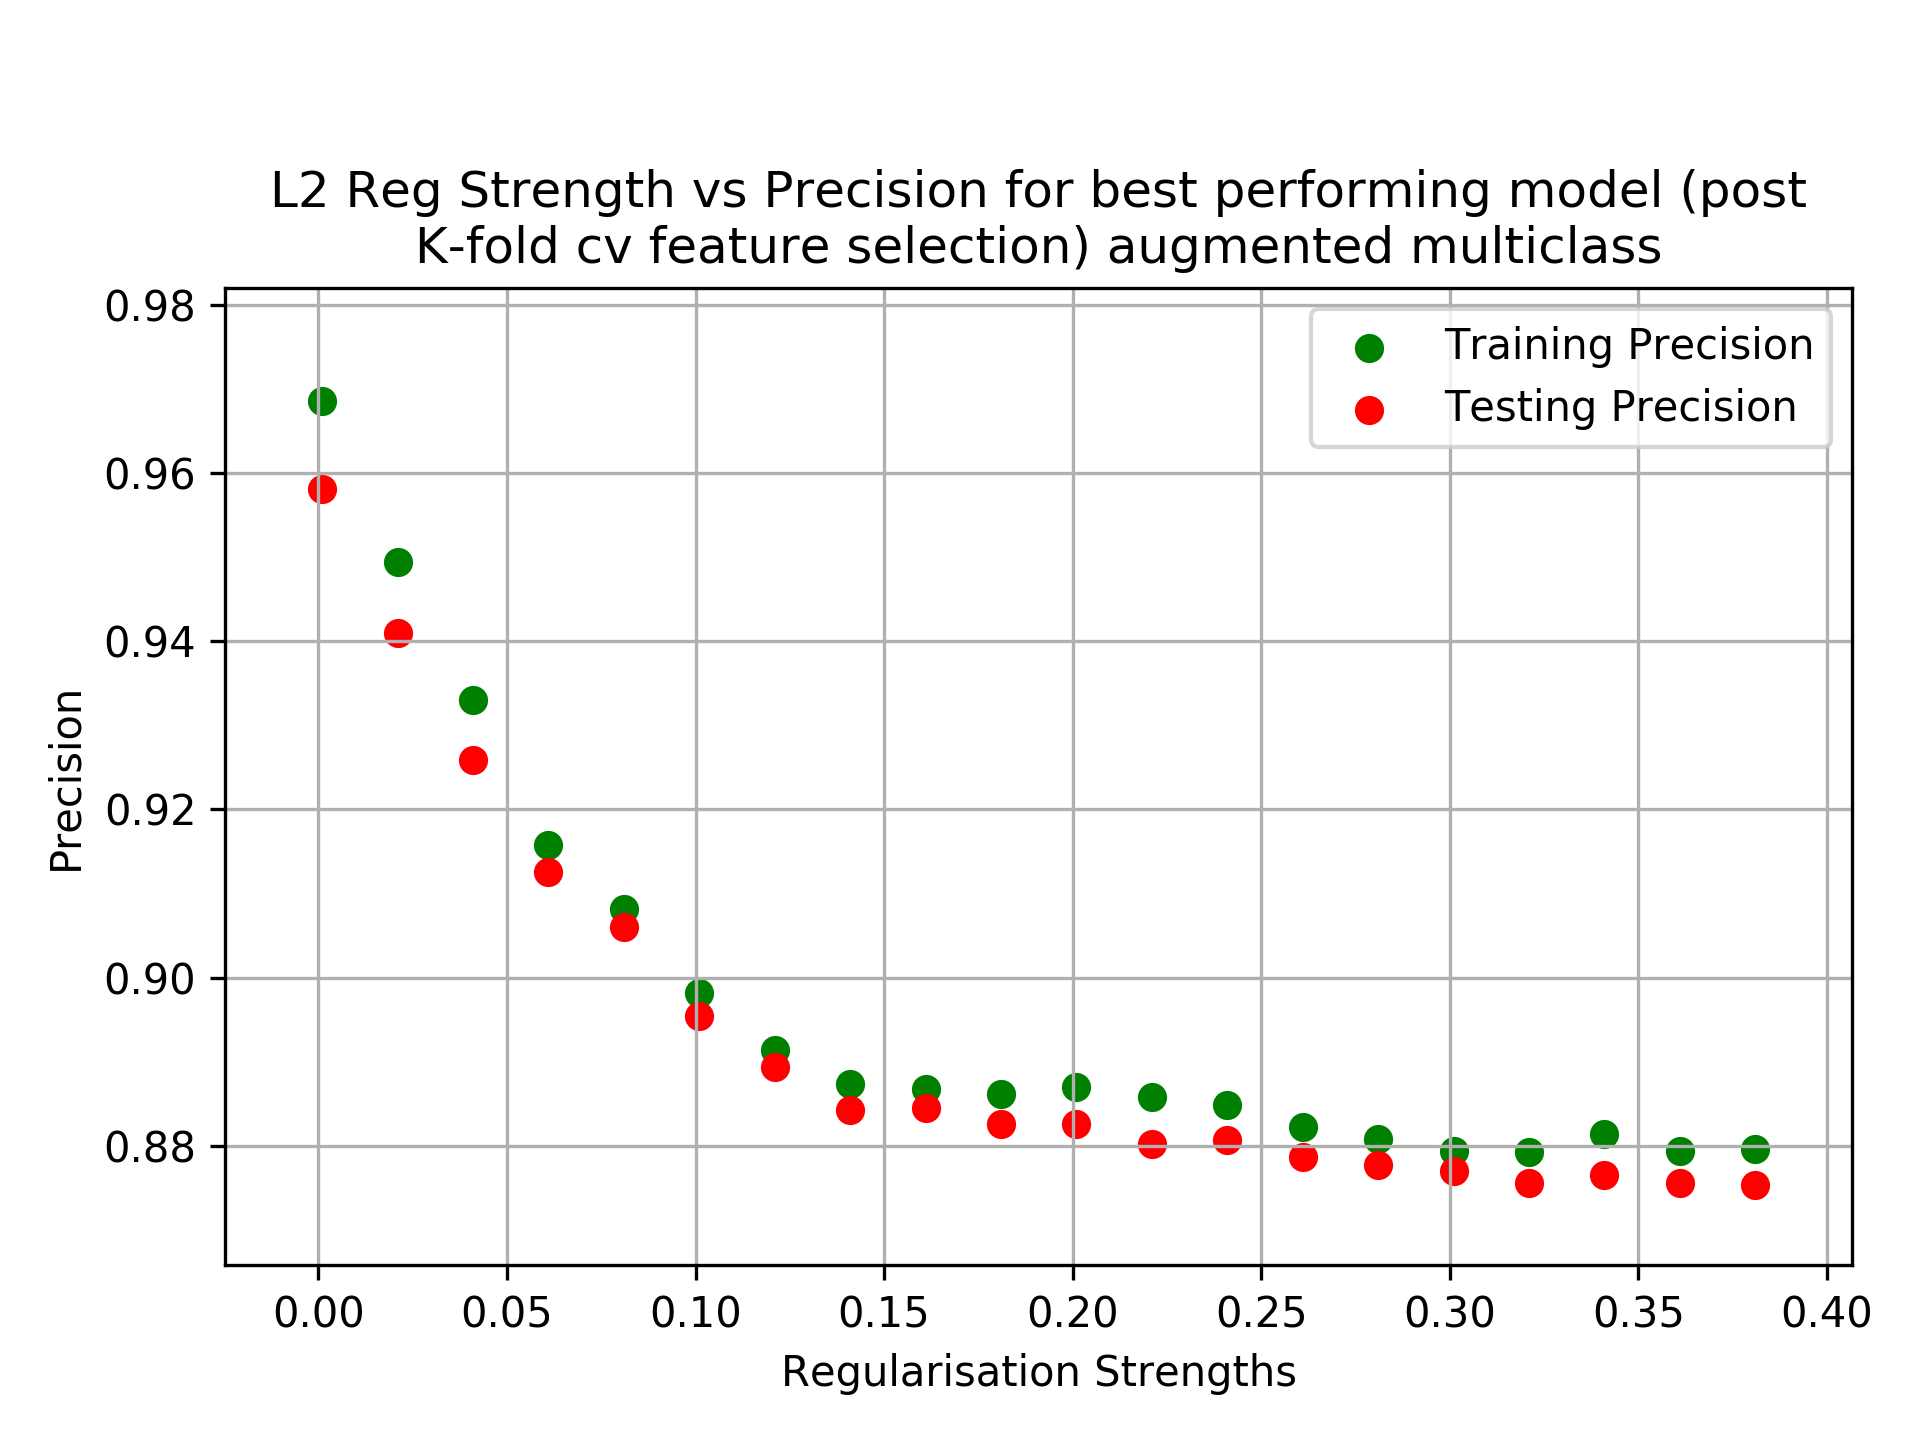 L2 Reg Strength vs Precision for best performing model (post
K-fold cv feature selection) augmented multiclass
0.98
0.96
0.94
0.92
0.90
0.88
Precision
Training Precision
Testing Precision
0.00 0.05 0.10 0.15 0.20 0.25 0.30 0.35 0.40
Regularisation Strengths